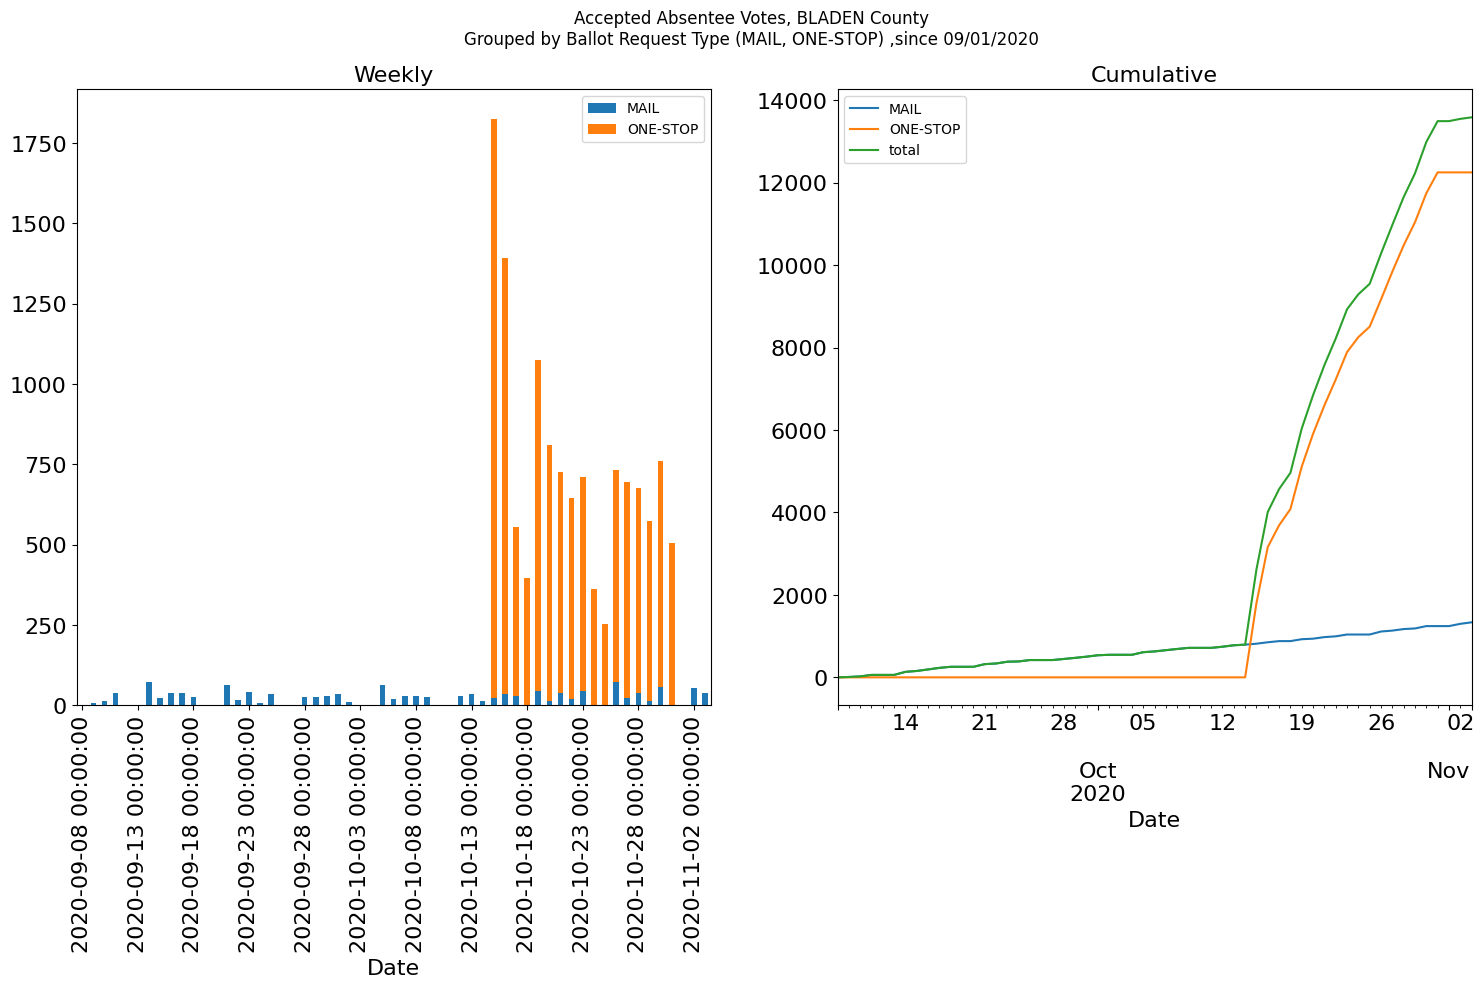 Accepted Absentee Votes, BLADEN County
Grouped by Ballot Request Type (MAIL, ONE-STOP) ,since 09/01/2020
Weekly
MAIL
ONE-STOP
1750
1500
1250
1000
750
500
250
0
2020-09-08 00:00:00
2020-09-13 00:00:00
2020-09-18 00:00:00
2020-09-23 00:00:00
2020-09-28 00:00:00
2020-10-03 00:00:00
2020-10-08 00:00:00
2020-10-13 00:00:00
2020-10-18 00:00:00
2020-10-23 00:00:00
2020-10-28 00:00:00
2020-11-02 00:00:00
Date
Cumulative
MAIL
ONE-STOP
total
14000
12000
10000
8000
6000
4000
2000
0
14 21 28 05 12 19 26 02
Oct Nov
2020
Date